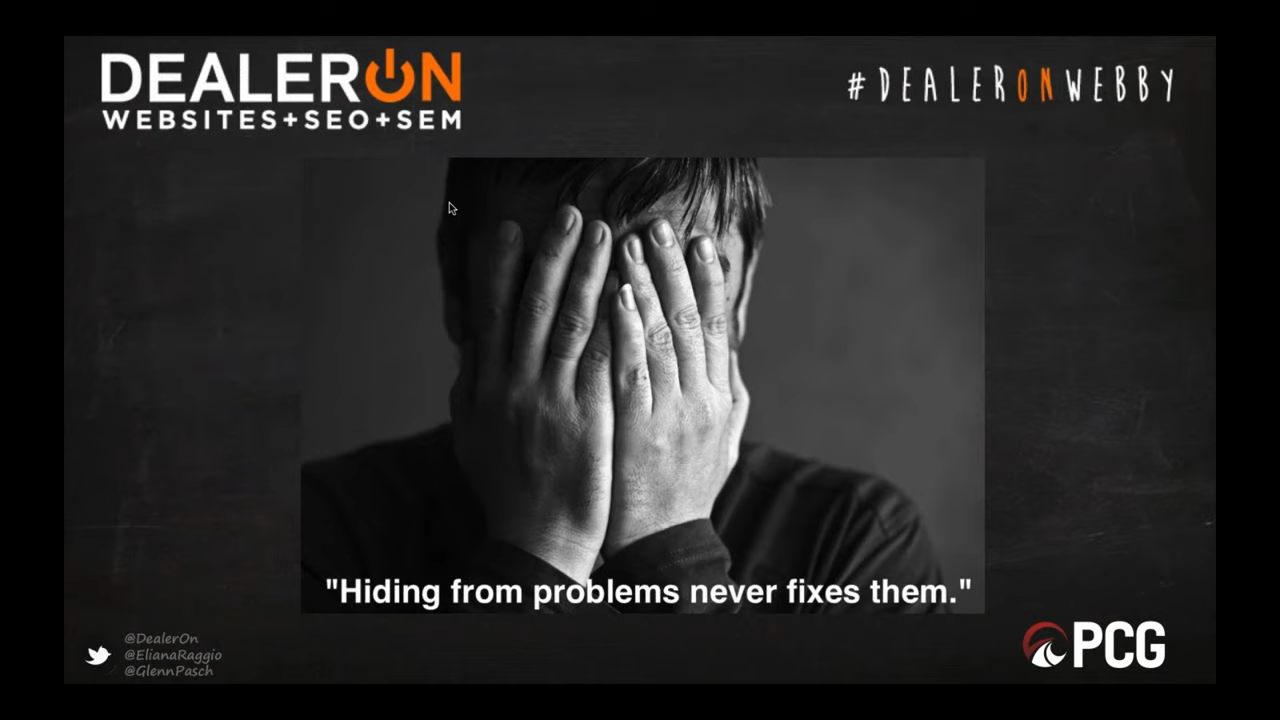 DEALERON
WEBSITES+SEO+SEM
#DEALERONWEBBY
"Hiding from problems never fixes them."
@DealerOn
@ElianaRaggio
@GlennPasch
PCG